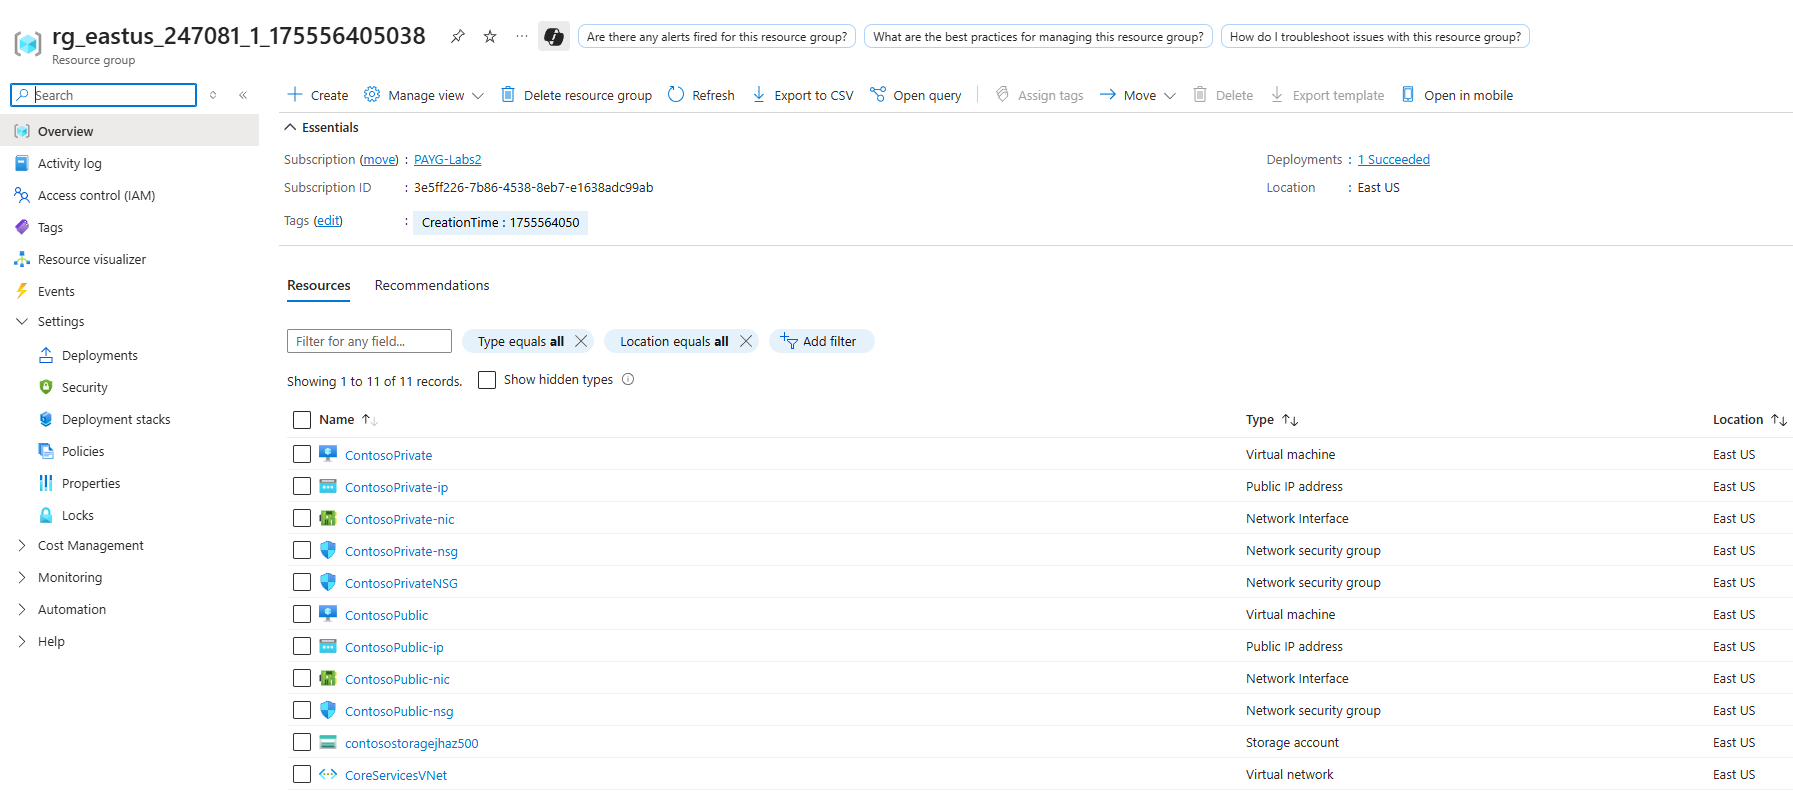 rg_eastus_247081_1_175556405038
Resource group
Are there any alerts fired for this resource group?
What are the best practices for managing this resource group?
How do I troubleshoot issues with this resource group?
Search
Overview
Activity log
Access control (IAM)
Tags
Resource visualizer
Events
Settings
Deployments
Security
Deployment stacks
Policies
Properties
Locks
Cost Management
Monitoring
Automation
Help
Create
Manage view
Delete resource group
Refresh
Export to CSV
Open query
Assign tags
Move
Delete
Export template
Open in mobile
Essentials
Subscription (move) : PAYG-Labs2
Subscription ID : 3e5ff226-7b86-4538-8eb7-e1638adc99ab
Tags (edit) : CreationTime : 1755564050
Deployments : 1 Succeeded
Location : East US
Resources Recommendations
Filter for any field... Type equals all Location equals all Add filter
Showing 1 to 11 of 11 records. Show hidden types
Name Type Location
ContosoPrivate Virtual machine East US
ContosoPrivate-ip Public IP address East US
ContosoPrivate-nic Network Interface East US
ContosoPrivate-nsg Network security group East US
ContosoPrivateNSG Network security group East US
ContosoPublic Virtual machine East US
ContosoPublic-ip Public IP address East US
ContosoPublic-nic Network Interface East US
ContosoPublic-nsg Network security group East US
contosostoragejhaz500 Storage account East US
CoreServicesVNet Virtual network East US